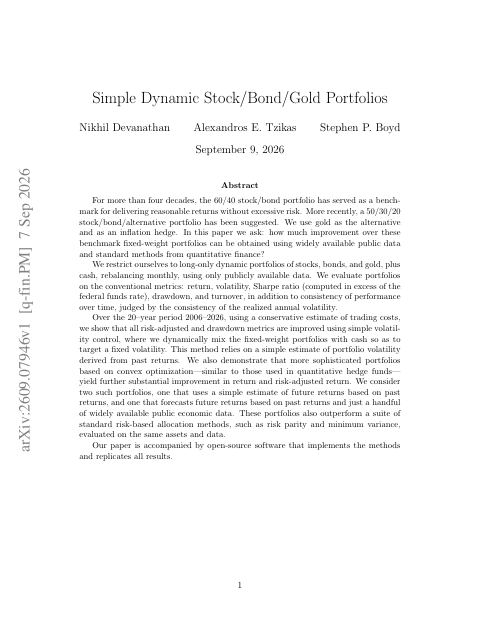 Simple Dynamic Stock/Bond/Gold Portfolios
Nikhil Devanathan Alexandros E. Tzikas Stephen P. Boyd
September 9, 2026
Abstract
For more than four decades, the 60/40 stock/bond portfolio has served as a bench-
mark for delivering reasonable returns without excessive risk. More recently, a 50/30/20
stock/bond/alternative portfolio has been suggested. We use gold as the alternative
and as an inflation hedge. In this paper we ask: how much improvement over these
benchmark fixed-weight portfolios can be obtained using widely available public data
and standard methods from quantitative finance?
We restrict ourselves to long-only dynamic portfolios of stocks, bonds, and gold, plus
cash, rebalancing monthly, using only publicly available data. We evaluate portfolios
on the conventional metrics: return, volatility, Sharpe ratio (computed in excess of the
federal funds rate), drawdown, and turnover, in addition to consistency of performance
over time, judged by the consistency of the realized annual volatility.
Over the 20–year period 2006–2026, using a conservative estimate of trading costs,
we show that all risk-adjusted and drawdown metrics are improved using simple volatil-
ity control, where we dynamically mix the fixed-weight portfolios with cash so as to
target a fixed volatility. This method relies on a simple estimate of portfolio volatility
derived from past returns. We also demonstrate that more sophisticated portfolios
based on convex optimization—similar to those used in quantitative hedge funds—
yield further substantial improvement in return and risk-adjusted return. We consider
two such portfolios, one that uses a simple estimate of future returns based on past
returns, and one that forecasts future returns based on past returns and just a handful
of widely available public economic data. These portfolios also outperform a suite of
standard risk-based allocation methods, such as risk parity and minimum variance,
evaluated on the same assets and data.
Our paper is accompanied by open-source software that implements the methods
and replicates all results.
1
arXiv:2609.07946v1 [q-fin.PM] 7 Sep 2026